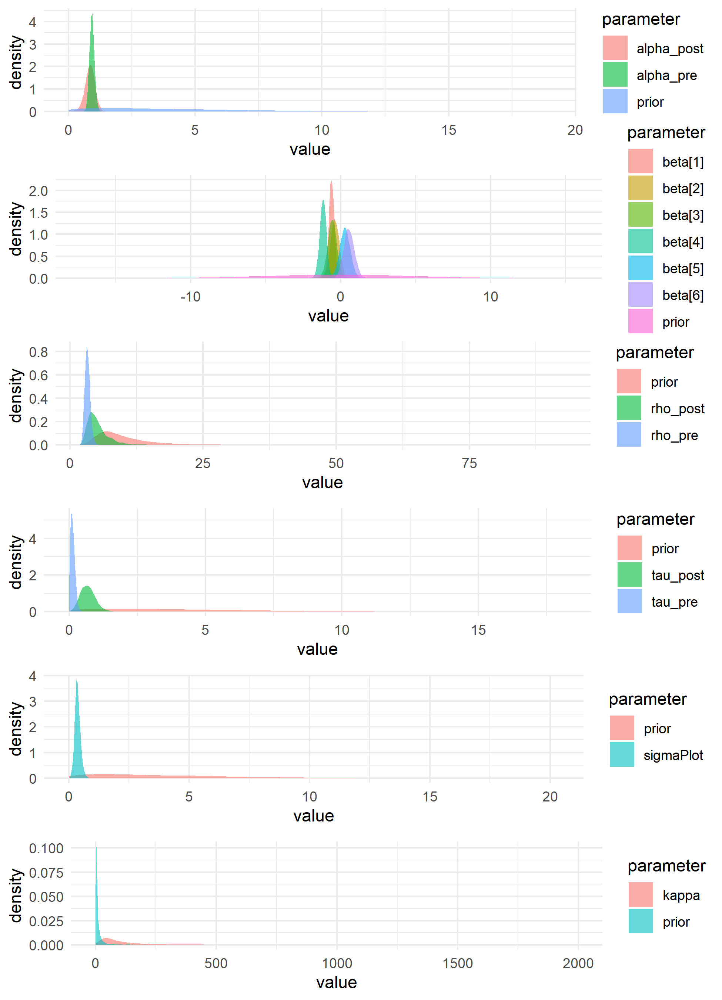 density
4
3
2
1
0
0 5 10 15 20
value
parameter
alpha_post
alpha_pre
prior
density
2.0
1.5
1.0
0.5
0.0
-10 0 10
value
parameter
beta[1]
beta[2]
beta[3]
beta[4]
beta[5]
beta[6]
prior
density
0.8
0.6
0.4
0.2
0.0
0 25 50 75
value
parameter
prior
rho_post
rho_pre
density
4
2
0
0 5 10 15
value
parameter
prior
tau_post
tau_pre
density
4
3
2
1
0
0 5 10 15 20
value
parameter
prior
sigmaPlot
density
0.100
0.075
0.050
0.025
0.000
0 500 1000 1500 2000
value
parameter
kappa
prior